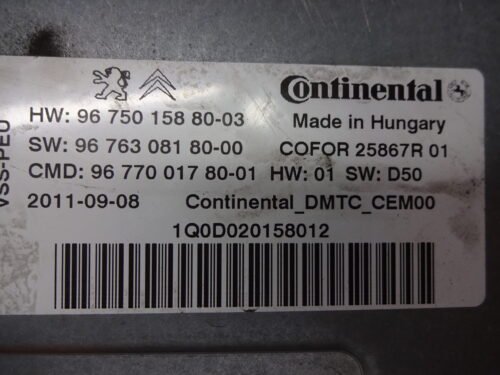 Continental
HW: 96 750 158 80-03
Made in Hungary
SW: 96 763 081 80-00
COFOR 25867R 01
CMD: 96 770 017 80-01 HW: 01 SW: D50
2011-09-08
Continental_DMTC_CEM00
1Q0D020158012
VSS-PEU